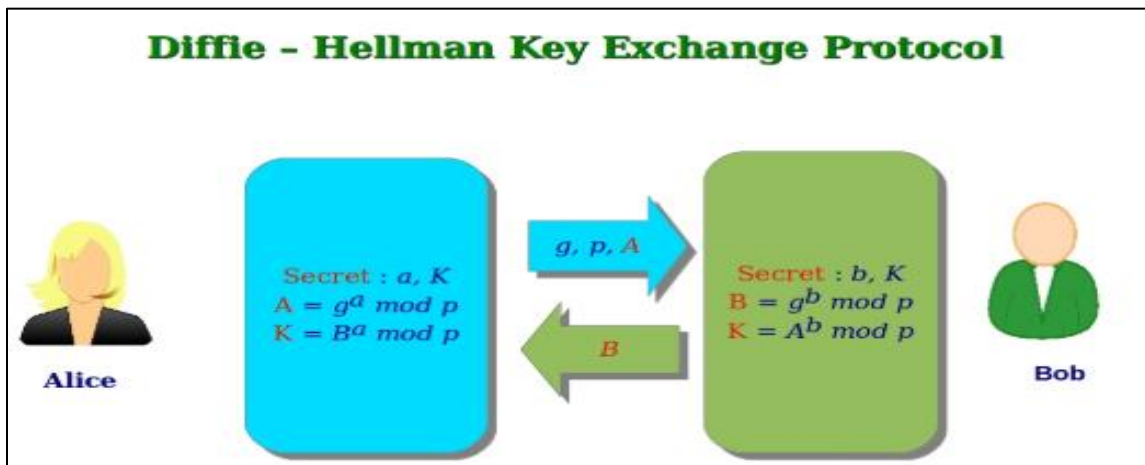 Diffie – Hellman Key Exchange Protocol
Secret : a, K
A = gᵃ mod p
K = Bᵃ mod p
g, p, A
B
Secret : b, K
B = gᵇ mod p
K = Aᵇ mod p
Alice
Bob